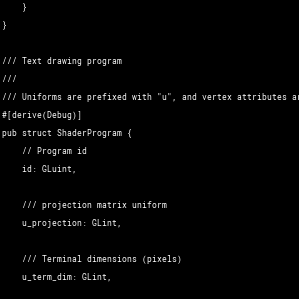 }
}

/// Text drawing program
///
/// Uniforms are prefixed with "u", and vertex attributes
#[derive(Debug)]
pub struct ShaderProgram {
    // Program id
    id: GLuint,

    /// projection matrix uniform
    u_projection: GLint,

    /// Terminal dimensions (pixels)
    u_term_dim: GLint,